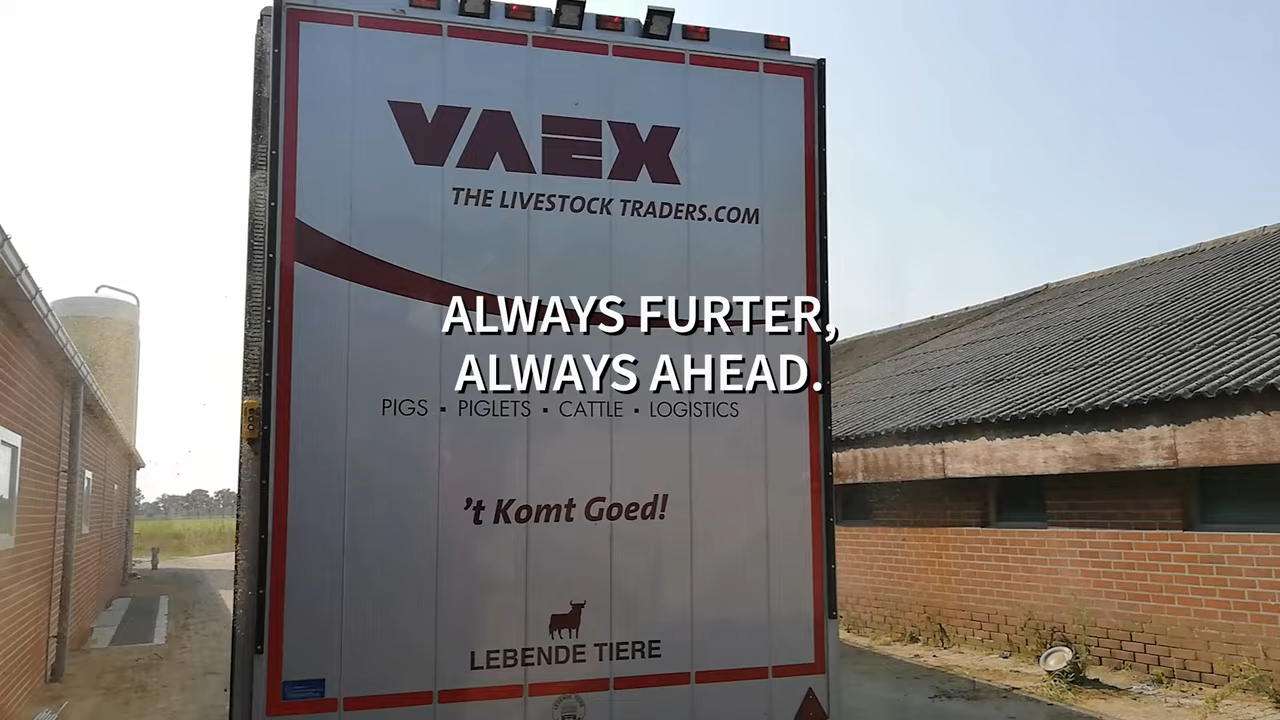 VAEX
THE LIVESTOCK TRADERS.COM
ALWAYS FURTER,
ALWAYS AHEAD.
PIGS ▪ PIGLETS ▪ CATTLE ▪ LOGISTICS
't Komt Goed!
LEBENDE TIERE